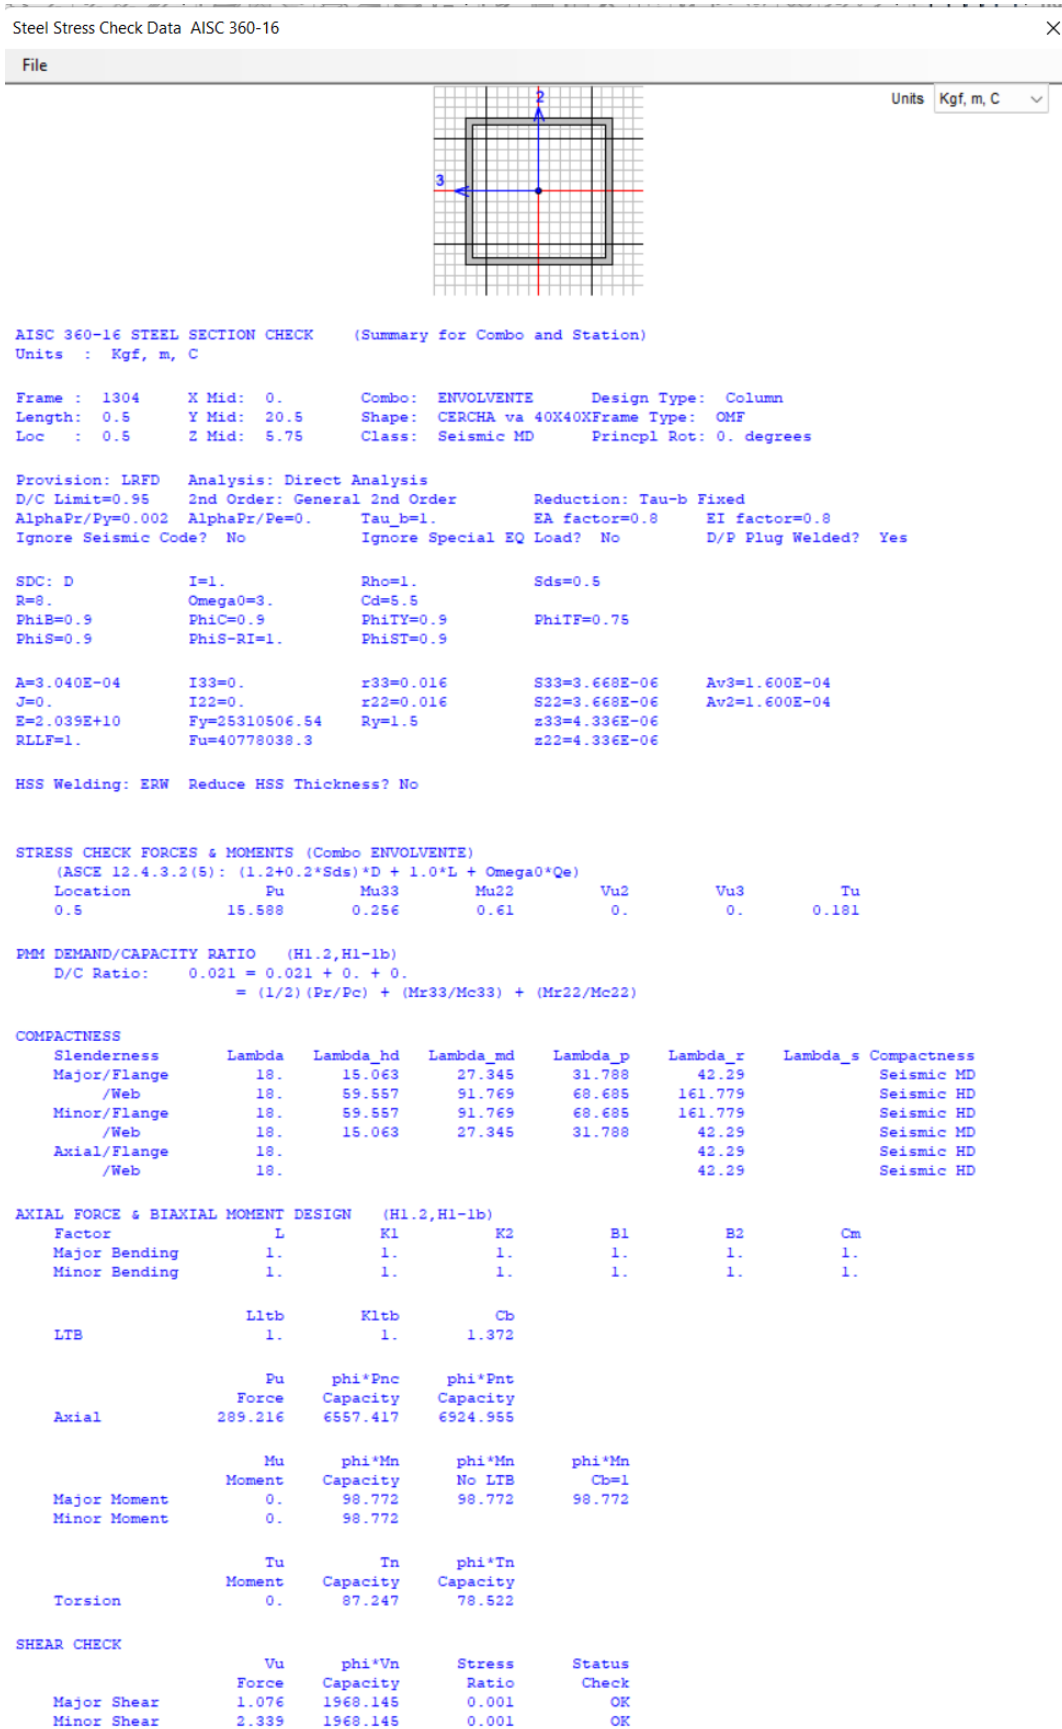 Steel Stress Check Data  AISC 360-16
File
Units  Kgf, m, C
2
3
AISC 360-16 STEEL SECTION CHECK    (Summary for Combo and Station)
Units  :  Kgf, m, C
Frame :  1304    X Mid:  0.    Combo:  ENVOLVENTE    Design Type:  Column
Length:  0.5    Y Mid:  20.5    Shape:  CERCHA va 40X40XFrame Type:  OMF
Loc   :  0.5    Z Mid:  5.75    Class:  Seismic MD    Princpl Rot: 0. degrees
Provision: LRFD    Analysis: Direct Analysis
D/C Limit=0.95    2nd Order: General 2nd Order    Reduction: Tau-b Fixed
AlphaPr/Py=0.002  AlphaPr/Pe=0.    Tau_b=1.    EA factor=0.8    EI factor=0.8
Ignore Seismic Code?  No    Ignore Special EQ Load?  No    D/P Plug Welded?  Yes
SDC: D    I=1.    Rho=1.    Sds=0.5
R=8.    Omega0=3.    Cd=5.5
PhiB=0.9    PhiC=0.9    PhiTY=0.9    PhiTF=0.75
PhiS=0.9    PhiS-RI=1.    PhiST=0.9
A=3.040E-04    I33=0.    r33=0.016    S33=3.668E-06    Av3=1.600E-04
J=0.    I22=0.    r22=0.016    S22=3.668E-06    Av2=1.600E-04
E=2.039E+10    Fy=25310506.54    Ry=1.5    z33=4.336E-06
RLLF=1.    Fu=40778038.3    z22=4.336E-06
HSS Welding: ERW  Reduce HSS Thickness? No
STRESS CHECK FORCES & MOMENTS (Combo ENVOLVENTE)
(ASCE 12.4.3.2(5): (1.2+0.2*Sds)*D + 1.0*L + Omega0*Qe)
Location    Pu    Mu33    Mu22    Vu2    Vu3    Tu
0.5    15.588    0.256    0.61    0.    0.    0.181
PMM DEMAND/CAPACITY RATIO   (H1.2,H1-1b)
D/C Ratio:    0.021 = 0.021 + 0. + 0.
= (1/2)(Pr/Pc) + (Mr33/Mc33) + (Mr22/Mc22)
COMPACTNESS
Slenderness    Lambda    Lambda_hd    Lambda_md    Lambda_p    Lambda_r    Lambda_s  Compactness
Major/Flange    18.    15.063    27.345    31.788    42.29    Seismic MD
/Web    18.    59.557    91.769    68.685    161.779    Seismic HD
Minor/Flange    18.    59.557    91.769    68.685    161.779    Seismic HD
/Web    18.    15.063    27.345    31.788    42.29    Seismic MD
Axial/Flange    18.    42.29    Seismic HD
/Web    18.    42.29    Seismic HD
AXIAL FORCE & BIAXIAL MOMENT DESIGN   (H1.2,H1-1b)
Factor    L    K1    K2    B1    B2    Cm
Major Bending    1.    1.    1.    1.    1.    1.
Minor Bending    1.    1.    1.    1.    1.    1.
Lltb    Kltb    Cb
LTB    1.    1.    1.372
Pu    phi*Pnc    phi*Pnt
Force    Capacity    Capacity
Axial    289.216    6557.417    6924.955
Mu    phi*Mn    phi*Mn    phi*Mn
Moment    Capacity    No LTB    Cb=1
Major Moment    0.    98.772    98.772    98.772
Minor Moment    0.    98.772
Tu    Tn    phi*Tn
Moment    Capacity    Capacity
Torsion    0.    87.247    78.522
SHEAR CHECK
Vu    phi*Vn    Stress    Status
Force    Capacity    Ratio    Check
Major Shear    1.076    1968.145    0.001    OK
Minor Shear    2.339    1968.145    0.001    OK